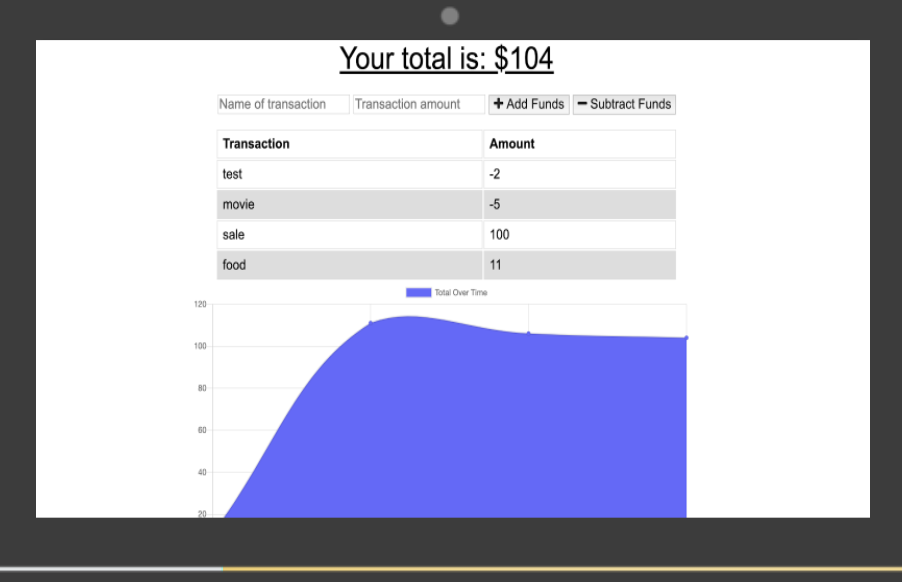 Your total is: $104
Name of transaction Transaction amount + Add Funds − Subtract Funds
Transaction Amount
test -2
movie -5
sale 100
food 11
Total Over Time
120
100
80
60
40
20